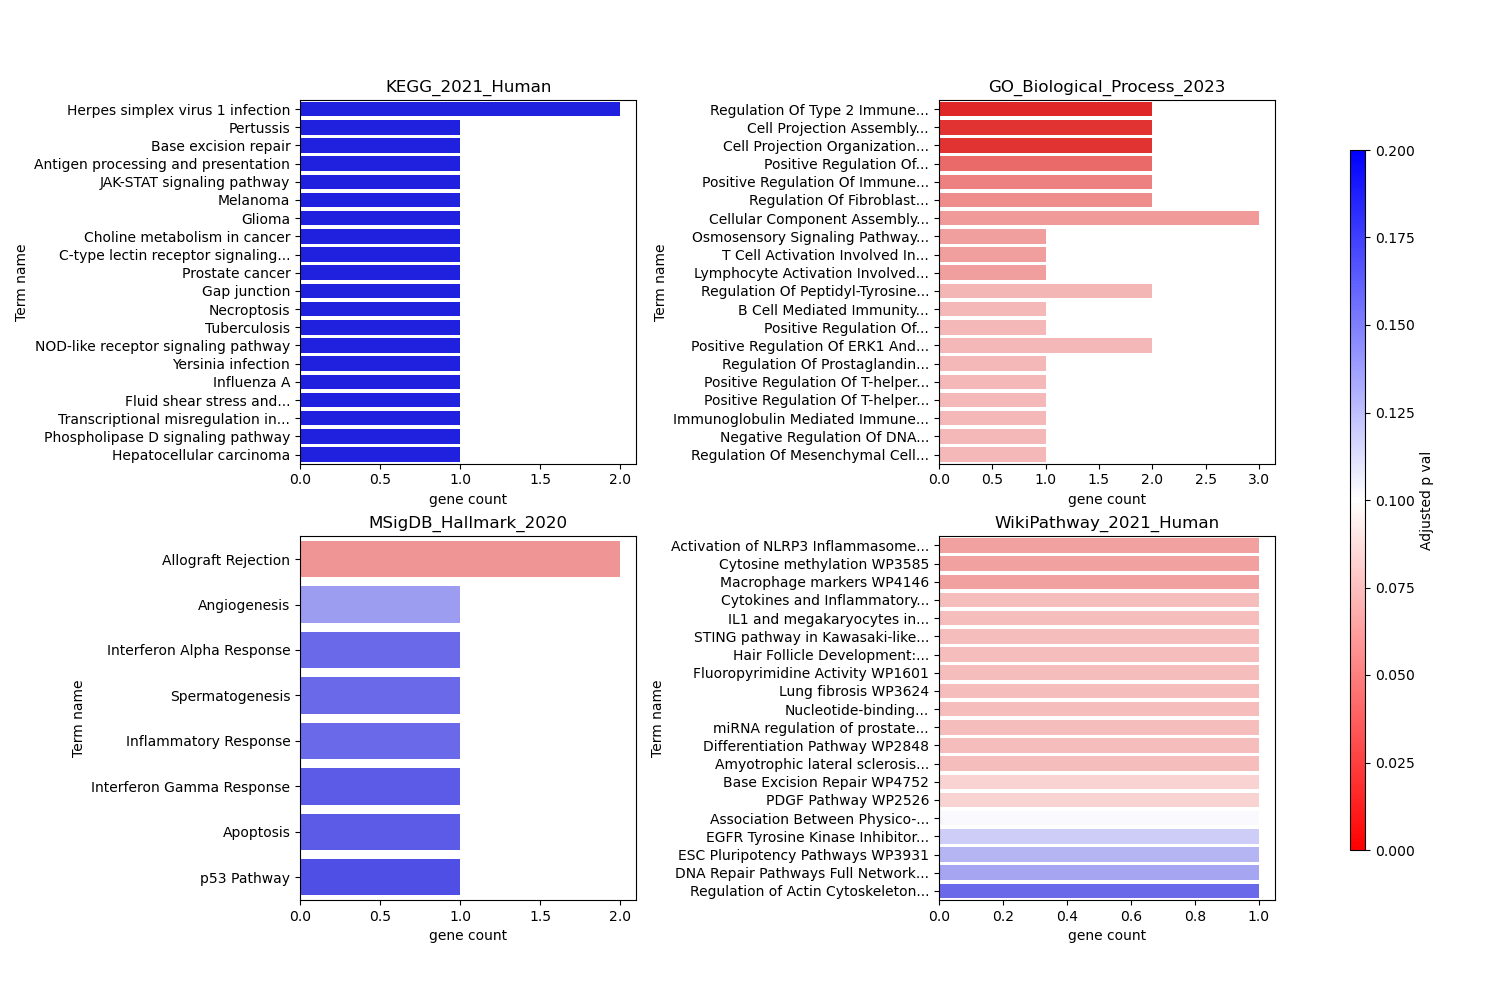 KEGG_2021_Human
Term name
Herpes simplex virus 1 infection
Pertussis
Base excision repair
Antigen processing and presentation
JAK-STAT signaling pathway
Melanoma
Glioma
Choline metabolism in cancer
C-type lectin receptor signaling...
Prostate cancer
Gap junction
Necroptosis
Tuberculosis
NOD-like receptor signaling pathway
Yersinia infection
Influenza A
Fluid shear stress and...
Transcriptional misregulation in...
Phospholipase D signaling pathway
Hepatocellular carcinoma
0.0 0.5 1.0 1.5 2.0
gene count
GO_Biological_Process_2023
Term name
Regulation Of Type 2 Immune...
Cell Projection Assembly...
Cell Projection Organization...
Positive Regulation Of...
Positive Regulation Of Immune...
Regulation Of Fibroblast...
Cellular Component Assembly...
Osmosensory Signaling Pathway...
T Cell Activation Involved In...
Lymphocyte Activation Involved...
Regulation Of Peptidyl-Tyrosine...
B Cell Mediated Immunity...
Positive Regulation Of...
Positive Regulation Of ERK1 And...
Regulation Of Prostaglandin...
Positive Regulation Of T-helper...
Positive Regulation Of T-helper...
Immunoglobulin Mediated Immune...
Negative Regulation Of DNA...
Regulation Of Mesenchymal Cell...
0.0 0.5 1.0 1.5 2.0 2.5 3.0
gene count
MSigDB_Hallmark_2020
Term name
Allograft Rejection
Angiogenesis
Interferon Alpha Response
Spermatogenesis
Inflammatory Response
Interferon Gamma Response
Apoptosis
p53 Pathway
0.0 0.5 1.0 1.5 2.0
gene count
WikiPathway_2021_Human
Term name
Activation of NLRP3 Inflammasome...
Cytosine methylation WP3585
Macrophage markers WP4146
Cytokines and Inflammatory...
IL1 and megakaryocytes in...
STING pathway in Kawasaki-like...
Hair Follicle Development:...
Fluoropyrimidine Activity WP1601
Lung fibrosis WP3624
Nucleotide-binding...
miRNA regulation of prostate...
Differentiation Pathway WP2848
Amyotrophic lateral sclerosis...
Base Excision Repair WP4752
PDGF Pathway WP2526
Association Between Physico-...
EGFR Tyrosine Kinase Inhibitor...
ESC Pluripotency Pathways WP3931
DNA Repair Pathways Full Network...
Regulation of Actin Cytoskeleton...
0.0 0.2 0.4 0.6 0.8 1.0
gene count
0.200
0.175
0.150
0.125
0.100
0.075
0.050
0.025
0.000
Adjusted p val